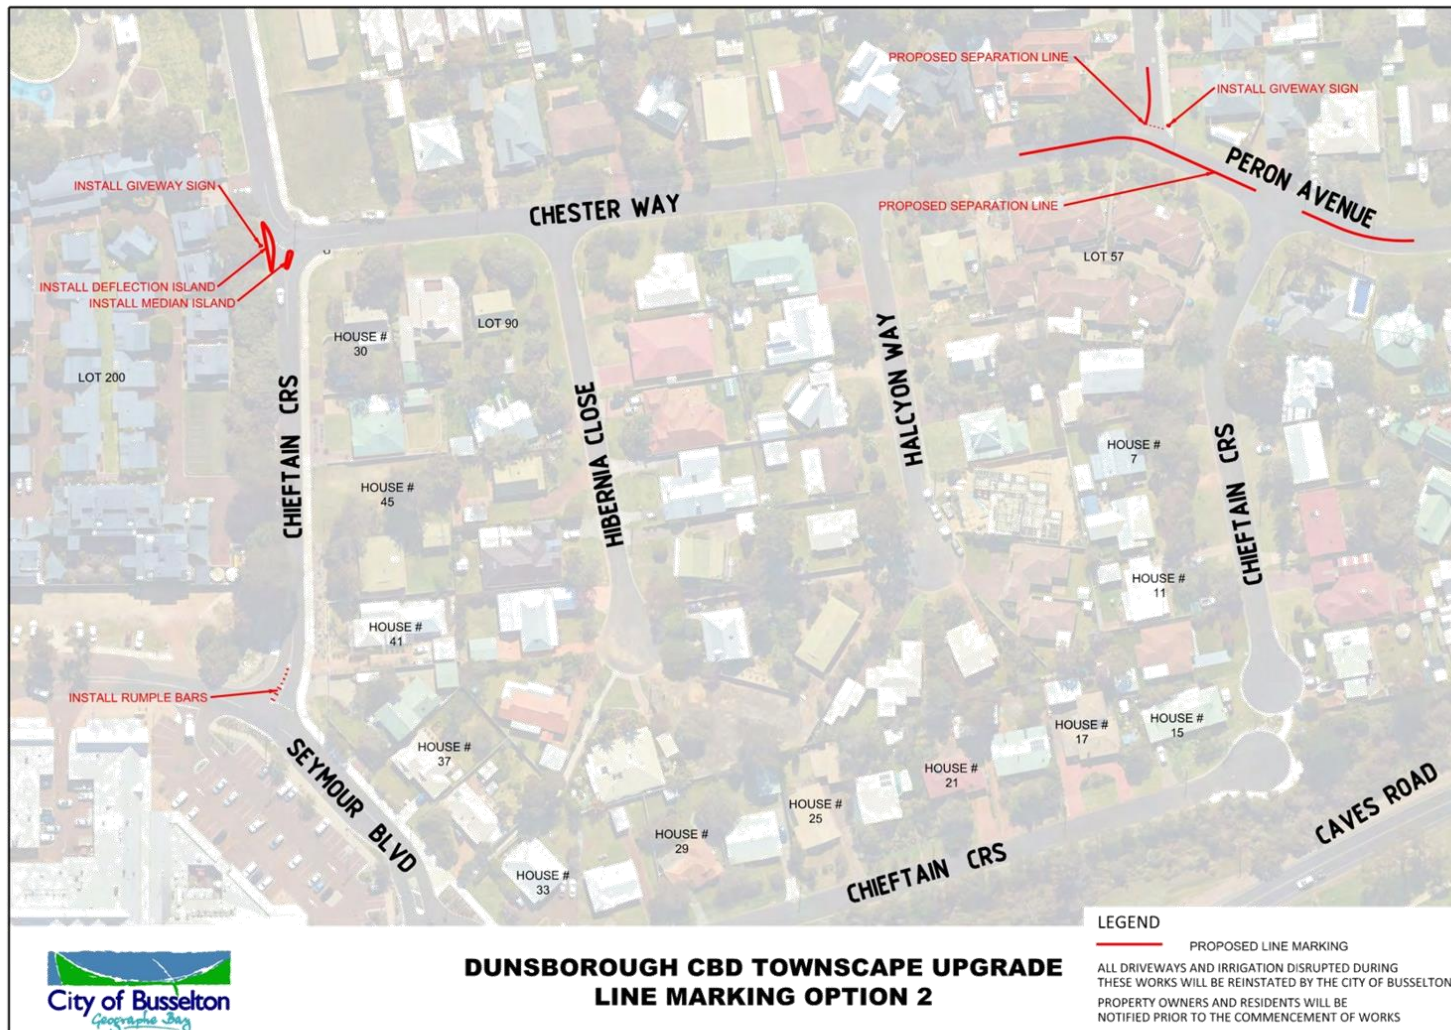 PROPOSED SEPARATION LINE
INSTALL GIVEWAY SIGN
PERON AVENUE
INSTALL GIVEWAY SIGN
CHESTER WAY
PROPOSED SEPARATION LINE
LOT 57
INSTALL DEFLECTION ISLAND
INSTALL MEDIAN ISLAND
HOUSE #
30
LOT 90
LOT 200
CHIEFTAIN CRS
HIBERNIA CLOSE
HALCYON WAY
HOUSE #
7
CHIEFTAIN CRS
HOUSE #
45
HOUSE #
11
HOUSE #
41
INSTALL RUMPLE BARS
HOUSE #
37
HOUSE #
17
HOUSE #
15
SEYMOUR BLVD
HOUSE #
21
HOUSE #
25
CAVES ROAD
HOUSE #
29
HOUSE #
33
CHIEFTAIN CRS
City of Busselton
Geographe Bay
DUNSBOROUGH CBD TOWNSCAPE UPGRADE
LINE MARKING OPTION 2
LEGEND
PROPOSED LINE MARKING
ALL DRIVEWAYS AND IRRIGATION DISRUPTED DURING
THESE WORKS WILL BE REINSTATED BY THE CITY OF BUSSELTON
PROPERTY OWNERS AND RESIDENTS WILL BE
NOTIFIED PRIOR TO THE COMMENCEMENT OF WORKS